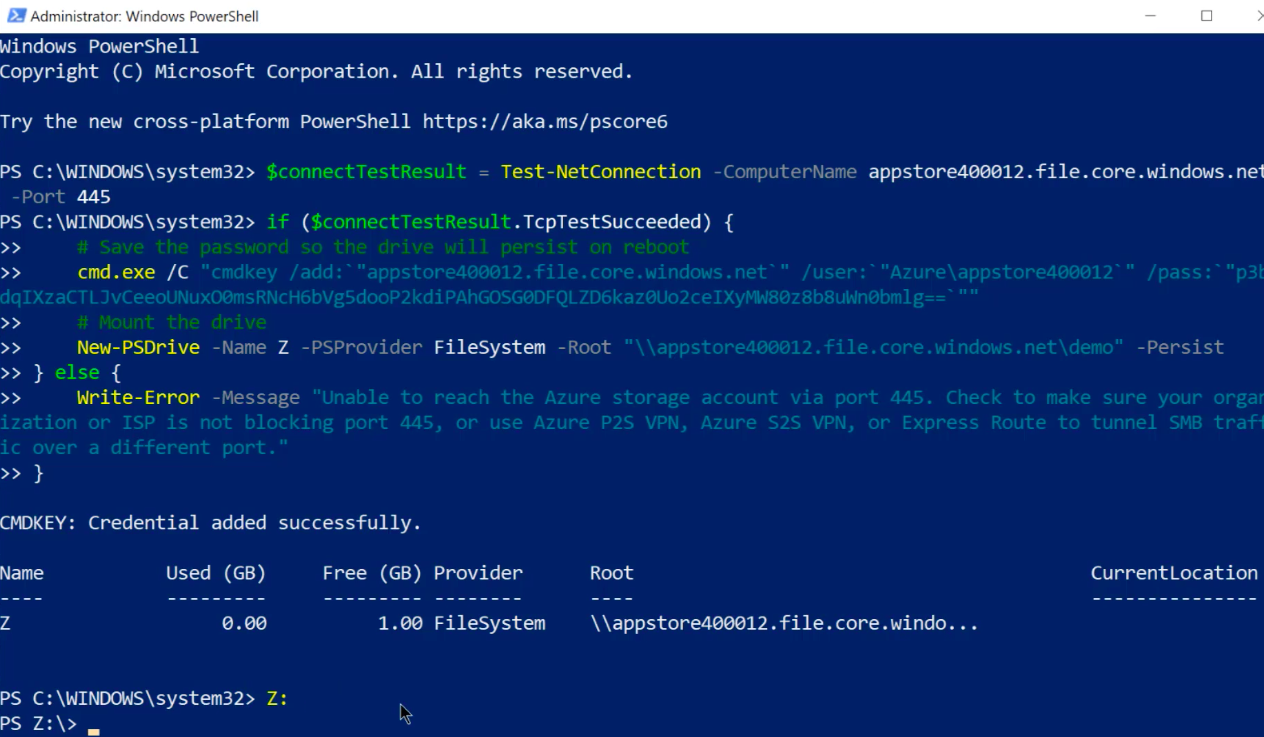 Administrator: Windows PowerShell
Windows PowerShell
Copyright (C) Microsoft Corporation. All rights reserved.
Try the new cross-platform PowerShell https://aka.ms/pscore6
PS C:\WINDOWS\system32> $connectTestResult = Test-NetConnection -ComputerName appstore400012.file.core.windows.net
-Port 445
PS C:\WINDOWS\system32> if ($connectTestResult.TcpTestSucceeded) {
>>     # Save the password so the drive will persist on reboot
>>     cmd.exe /C "cmdkey /add:`"appstore400012.file.core.windows.net`" /user:`"Azure\appstore400012`" /pass:`"p3b
dqIXzaCTLJvCeeoUNuxO0msRNcH6bVg5dooP2kdiPAhGOSG0DFQLZD6kaz0Uo2ceIXyMW80z8b8uWn0bmlg==`""
>>     # Mount the drive
>>     New-PSDrive -Name Z -PSProvider FileSystem -Root "\\appstore400012.file.core.windows.net\demo" -Persist
>> } else {
>>     Write-Error -Message "Unable to reach the Azure storage account via port 445. Check to make sure your organ
ization or ISP is not blocking port 445, or use Azure P2S VPN, Azure S2S VPN, or Express Route to tunnel SMB traff
ic over a different port."
>> }
CMDKEY: Credential added successfully.
Name           Used (GB)     Free (GB) Provider      Root                                         CurrentLocation
----           ---------     --------- --------      ----                                         ---------------
Z                   0.00          1.00 FileSystem    \\appstore400012.file.core.windo...
PS C:\WINDOWS\system32> Z:
PS Z:\>